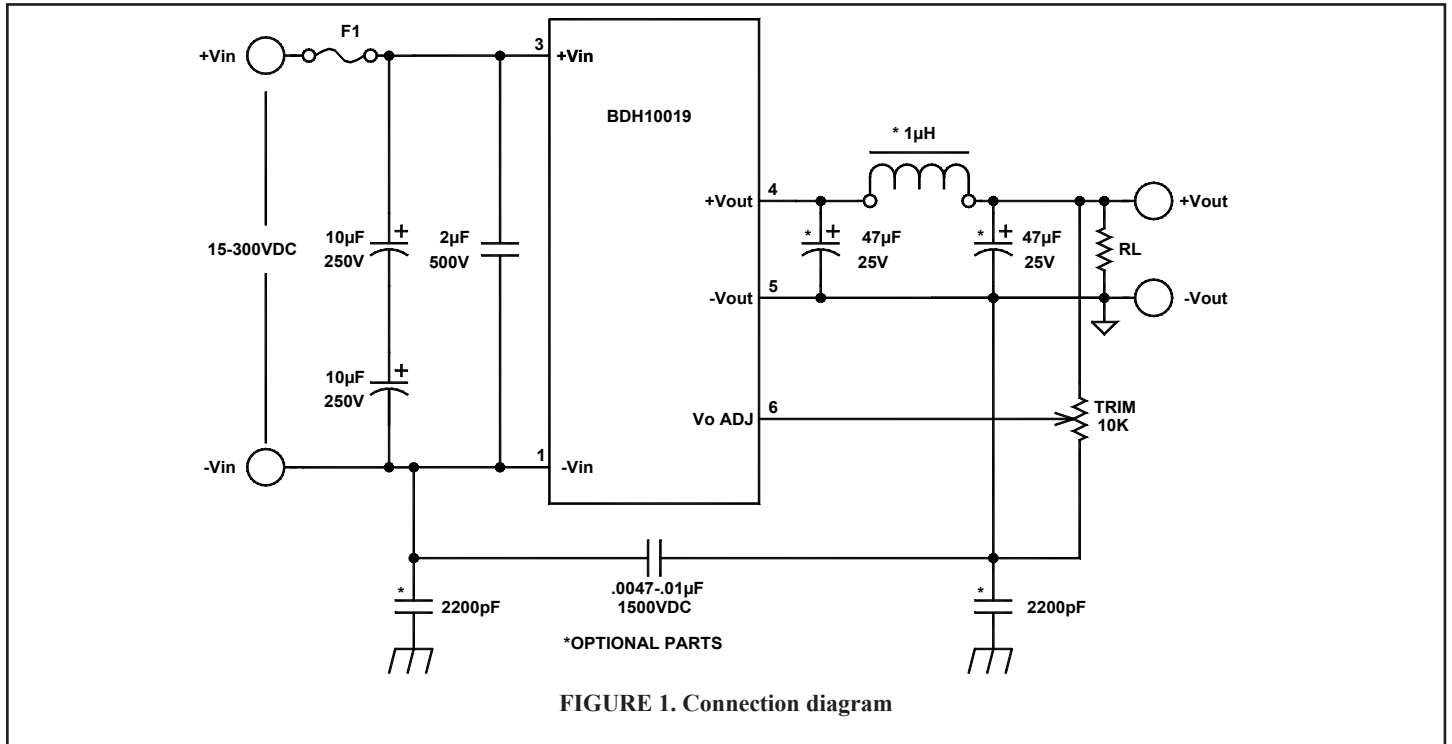 F1
+Vin
3
+Vin
BDH10019
* 1µH
4
+Vout
+Vout
15-300VDC
10µF
250V
+
2µF
500V
*
+
47µF
25V
*
+
47µF
25V
RL
-Vout
5
-Vout
10µF
250V
+
Vo ADJ
6
TRIM
10K
-Vin
1
-Vin
.0047-.01µF
1500VDC
*
2200pF
*
2200pF
*OPTIONAL PARTS
FIGURE 1. Connection diagram